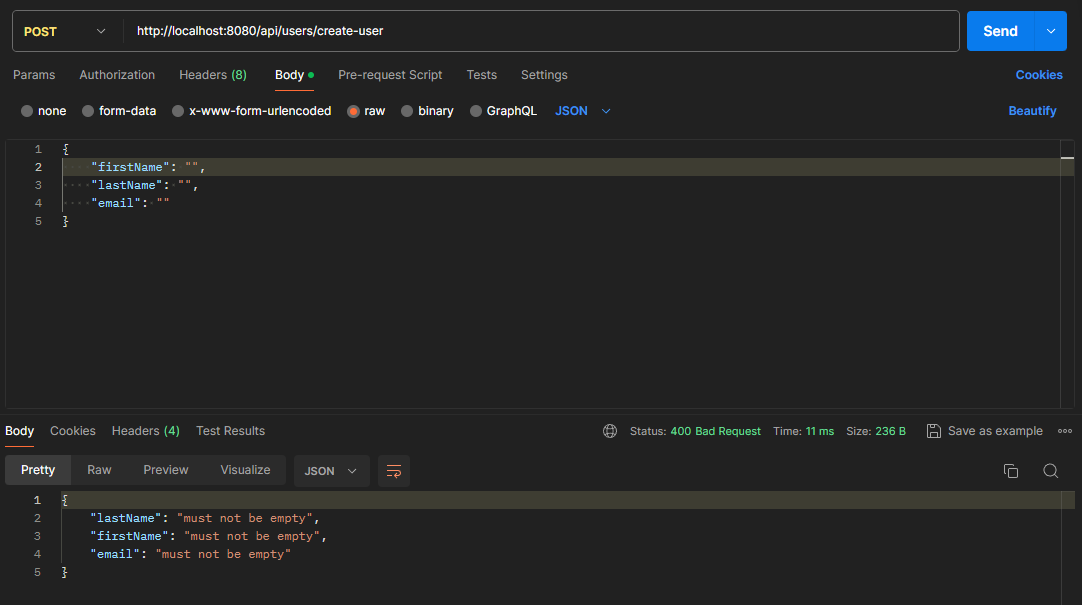 POST http://localhost:8080/api/users/create-user Send
Params Authorization Headers (8) Body Pre-request Script Tests Settings Cookies
none form-data x-www-form-urlencoded raw binary GraphQL JSON Beautify
1 {
2 "firstName": "",
3 "lastName": "",
4 "email": ""
5 }
Body Cookies Headers (4) Test Results Status: 400 Bad Request Time: 11 ms Size: 236 B Save as example
Pretty Raw Preview Visualize JSON
1 {
2 "lastName": "must not be empty",
3 "firstName": "must not be empty",
4 "email": "must not be empty"
5 }